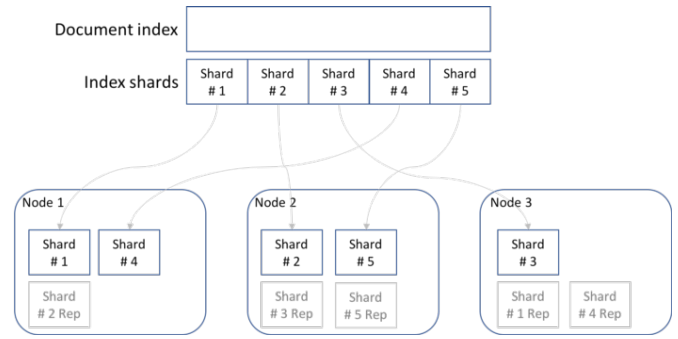 Document index
Index shards
Shard
# 1
Shard
# 2
Shard
# 3
Shard
# 4
Shard
# 5
Node 1
Shard
# 1
Shard
# 4
Shard
# 2 Rep
Node 2
Shard
# 2
Shard
# 5
Shard
# 3 Rep
Shard
# 5 Rep
Node 3
Shard
# 3
Shard
# 1 Rep
Shard
# 4 Rep